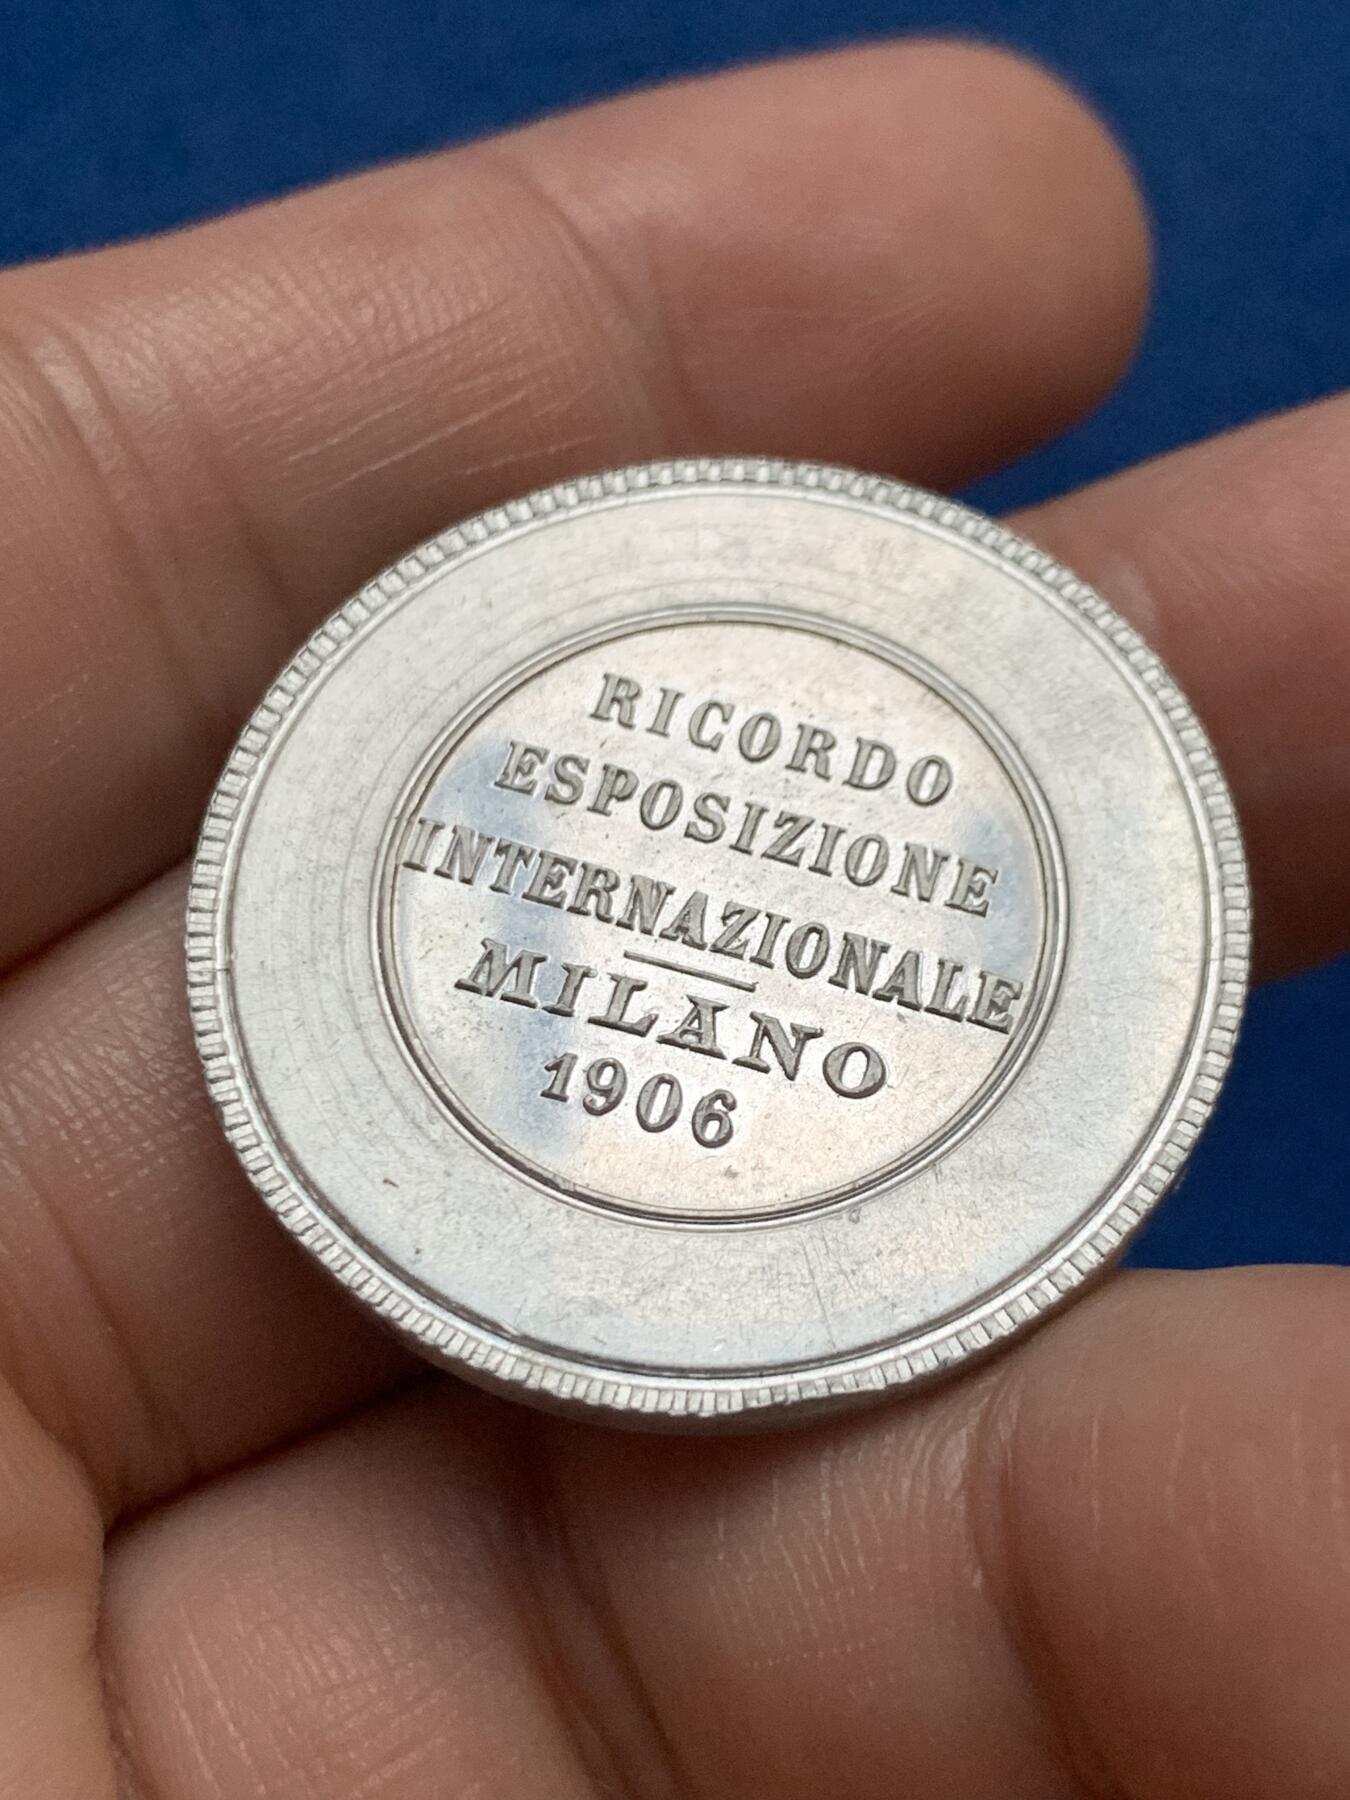 RICORDO
ESPOSIZIONE
INTERNAZIONALE
MILANO
1906